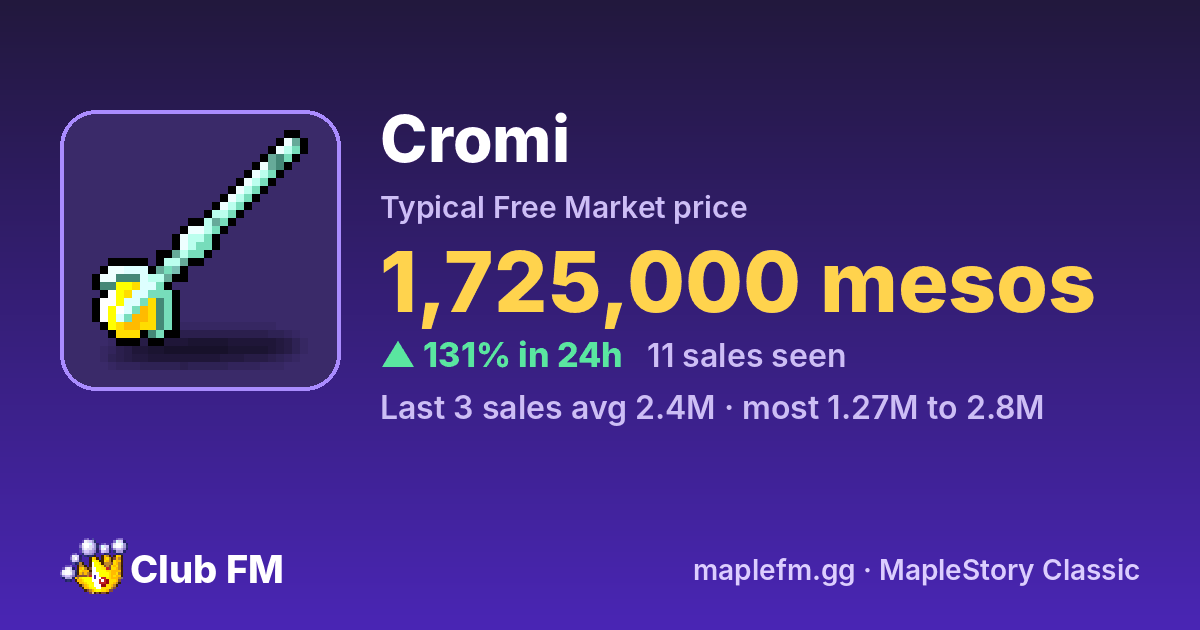 Cromi
Typical Free Market price
1,725,000 mesos
▲ 131% in 24h 11 sales seen
Last 3 sales avg 2.4M · most 1.27M to 2.8M
Club FM
maplefm.gg · MapleStory Classic